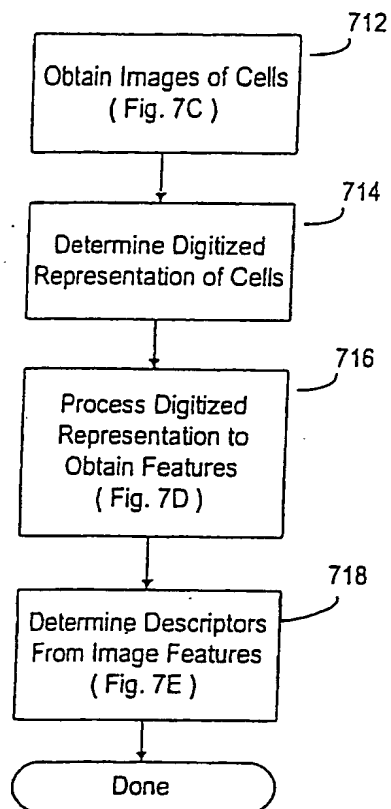 712
Obtain Images of Cells
( Fig. 7C )
714
Determine Digitized
Representation of Cells
716
Process Digitized
Representation to
Obtain Features
( Fig. 7D )
718
Determine Descriptors
From Image Features
( Fig. 7E )
Done